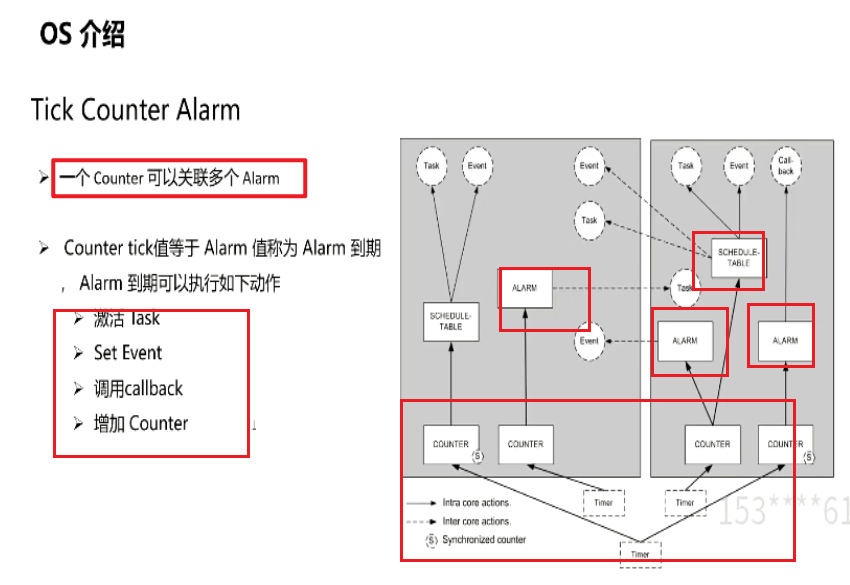 OS 介绍
Tick Counter Alarm
一个 Counter 可以关联多个 Alarm
Counter tick值等于 Alarm 值称为 Alarm 到期
， Alarm 到期可以执行如下动作
激活 Task
Set Event
调用callback
增加 Counter
Task
Event
Event
Task
Event
Call-
back
Task
SCHEDULE-
TABLE
ALARM
Task
SCHEDULE-
TABLE
Event
ALARM
ALARM
COUNTER
S
COUNTER
COUNTER
COUNTER
S
Timer
Timer
Timer
Intra core actions.
Inter core actions.
S
Synchronized counter
153****61